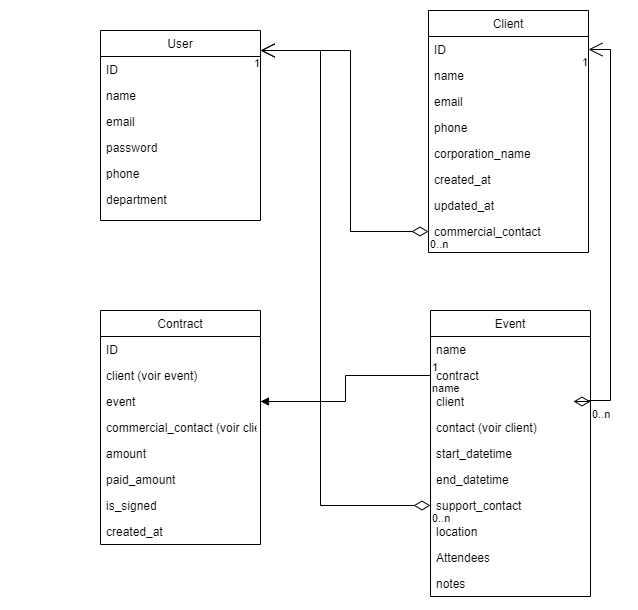 User
1
ID
name
email
password
phone
department
Client
ID
1
name
email
phone
corporation_name
created_at
updated_at
commercial_contact
0..n
Contract
ID
client (voir event)
event
commercial_contact (voir clie
amount
paid_amount
is_signed
created_at
Event
name
1
contract
name
client
0..n
contact (voir client)
start_datetime
end_datetime
support_contact
0..n
location
Attendees
notes